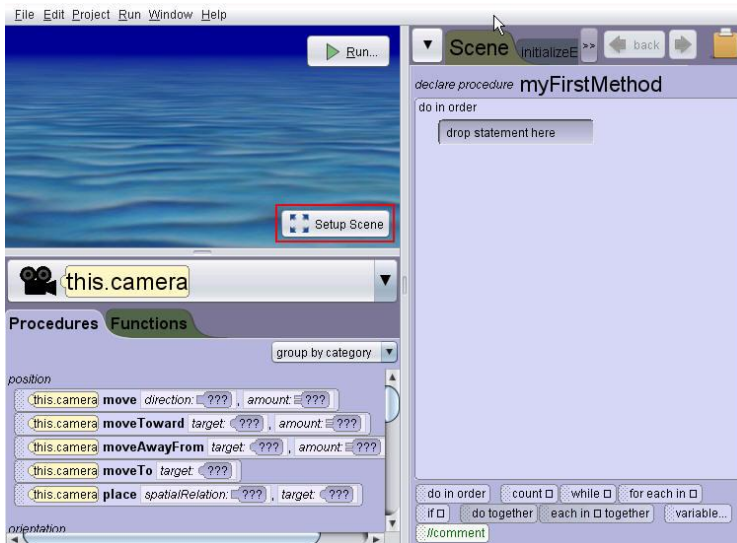 File Edit Project Run Window Help
Run...
Setup Scene
this.camera
Procedures Functions
group by category
position
this.camera move direction: ??? , amount: ???
this.camera moveToward target: ??? , amount: ???
this.camera moveAwayFrom target: ??? , amount: ???
this.camera moveTo target: ???
this.camera place spatialRelation: ??? , target: ???
orientation
Scene initializeE >> back
declare procedure myFirstMethod
do in order
drop statement here
do in order count while for each in
if do together each in together variable...
//comment